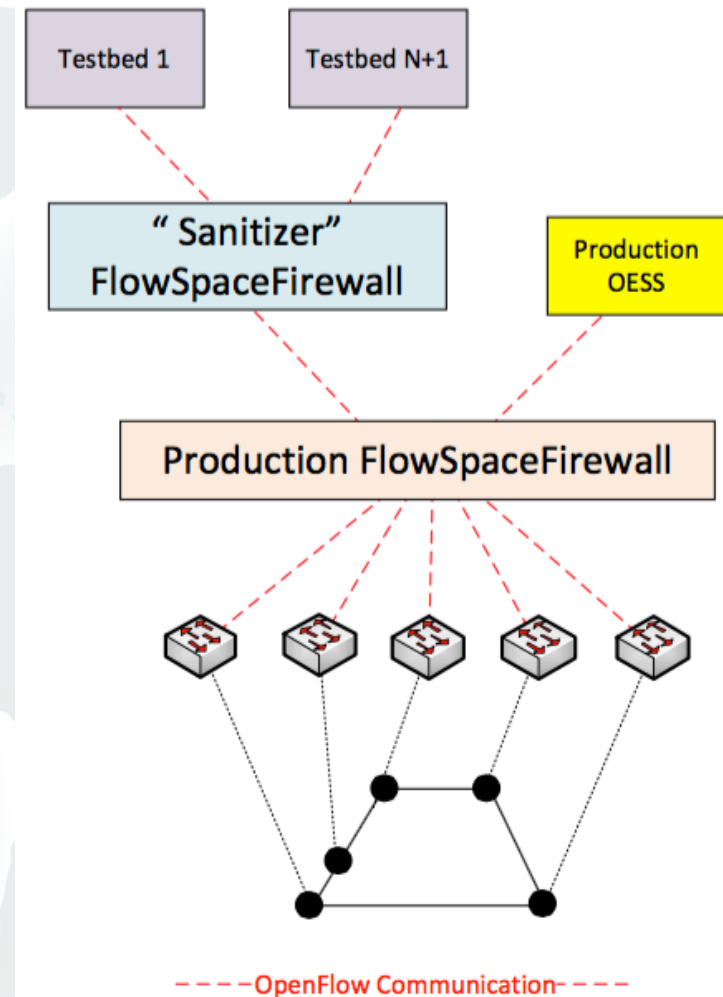 Testbed 1
Testbed N+1
“ Sanitizer”
FlowSpaceFirewall
Production
OESS
Production FlowSpaceFirewall
OpenFlow Communication